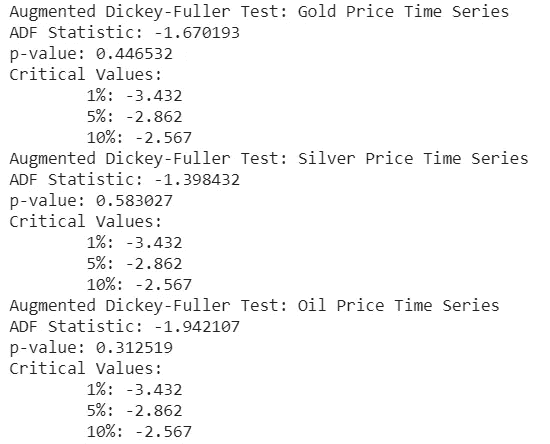 Augmented Dickey-Fuller Test: Gold Price Time Series
ADF Statistic: -1.670193
p-value: 0.446532
Critical Values:
1%: -3.432
5%: -2.862
10%: -2.567
Augmented Dickey-Fuller Test: Silver Price Time Series
ADF Statistic: -1.398432
p-value: 0.583027
Critical Values:
1%: -3.432
5%: -2.862
10%: -2.567
Augmented Dickey-Fuller Test: Oil Price Time Series
ADF Statistic: -1.942107
p-value: 0.312519
Critical Values:
1%: -3.432
5%: -2.862
10%: -2.567